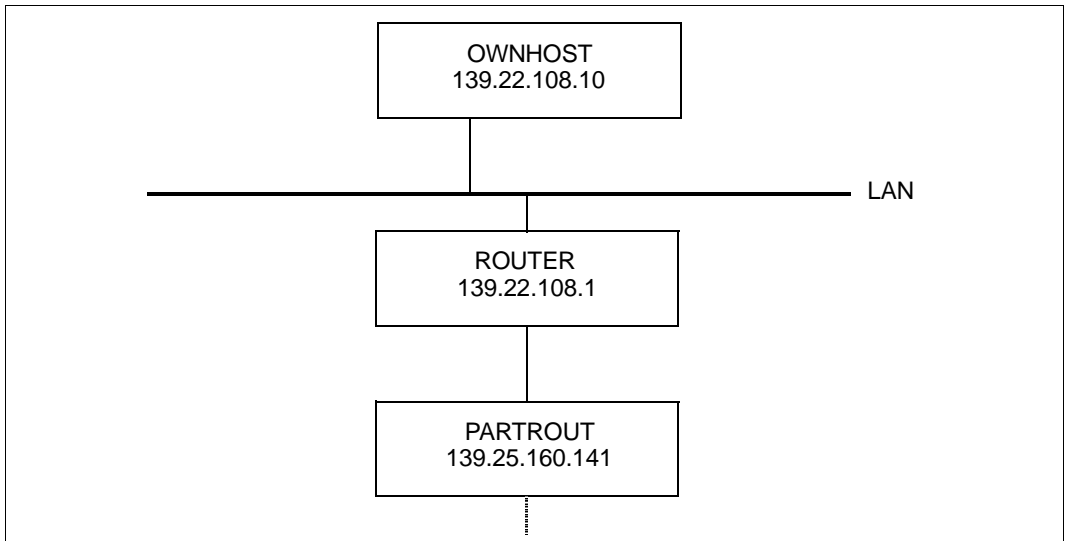 OWNHOST
139.22.108.10
LAN
ROUTER
139.22.108.1
PARTROUT
139.25.160.141